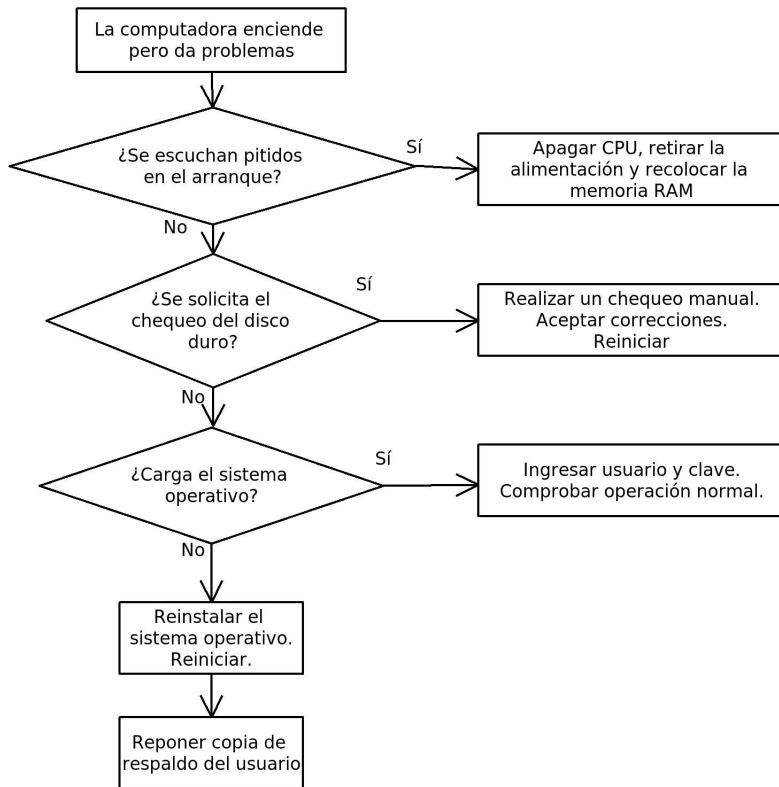 La computadora enciende
pero da problemas
¿Se escuchan pitidos
en el arranque?
Sí
Apagar CPU, retirar la
alimentación y recolocar la
memoria RAM
No
¿Se solicita el
chequeo del disco
duro?
Sí
Realizar un chequeo manual.
Aceptar correcciones.
Reiniciar
No
¿Carga el sistema
operativo?
Sí
Ingresar usuario y clave.
Comprobar operación normal.
No
Reinstalar el
sistema operativo.
Reiniciar.
Reponer copia de
respaldo del usuario